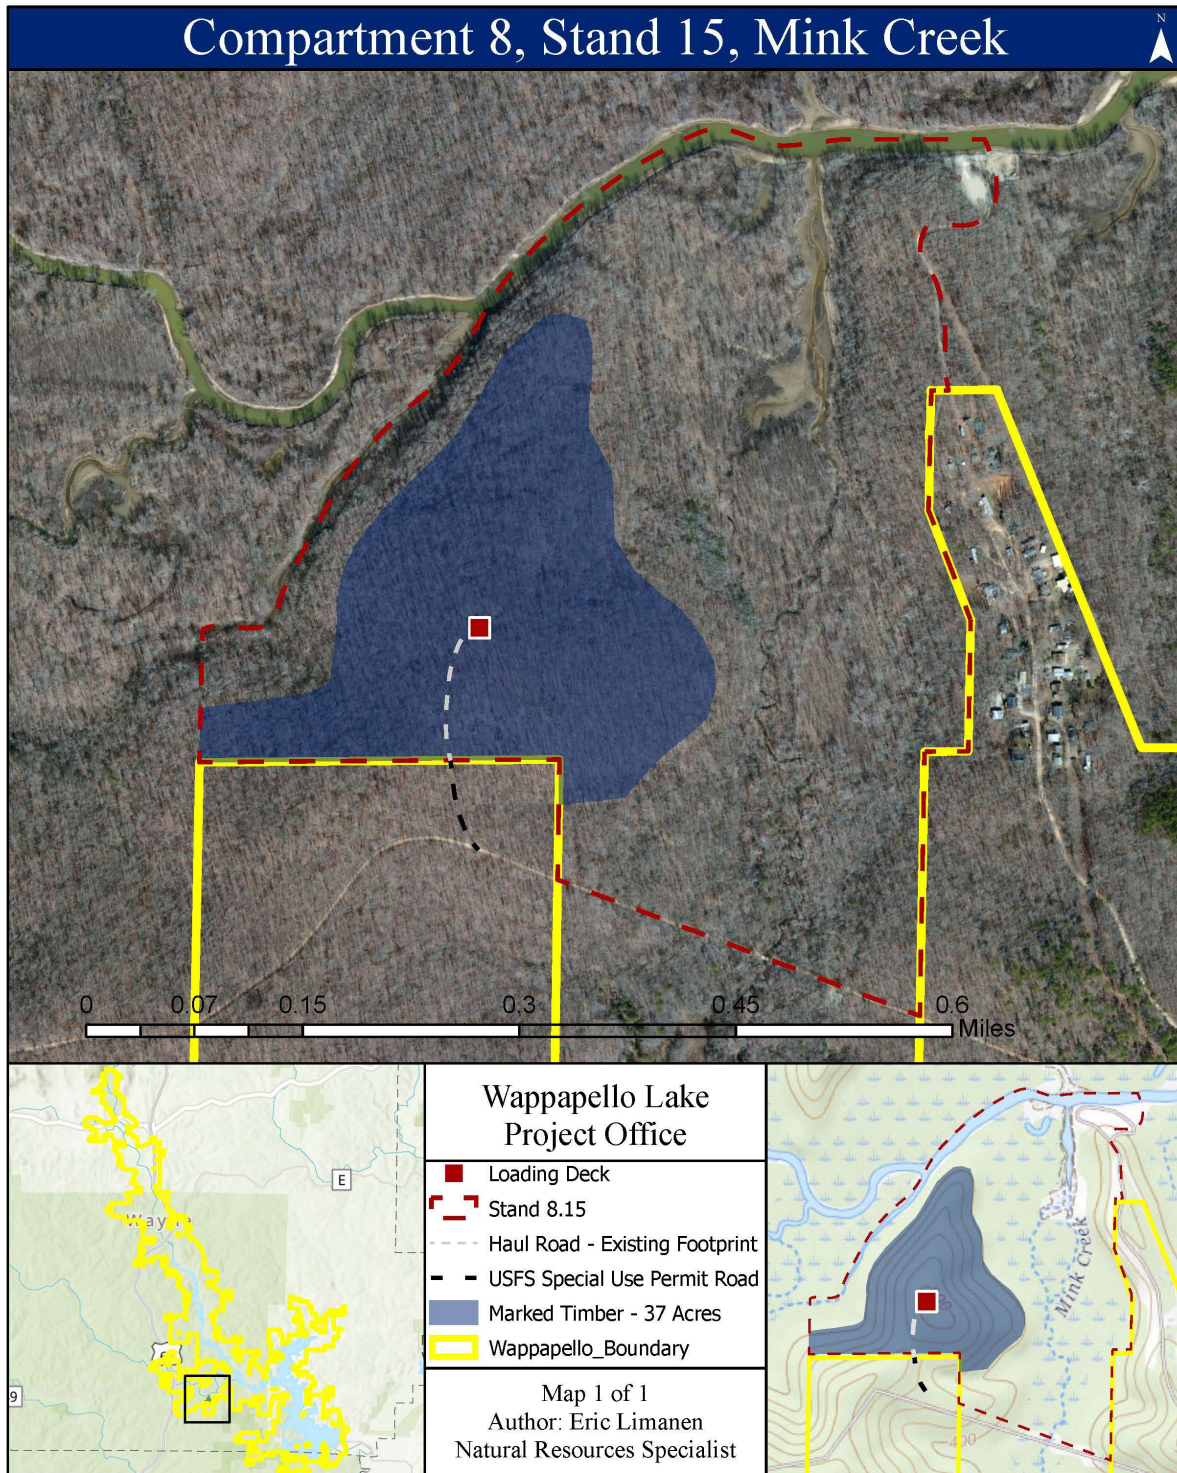 Compartment 8, Stand 15, Mink Creek
N
0 0.07 0.15 0.3 0.45 0.6
Miles
Wayne
E
9
Wappapello Lake
Project Office
Loading Deck
Stand 8.15
Haul Road - Existing Footprint
USFS Special Use Permit Road
Marked Timber - 37 Acres
Wappapello_Boundary
Map 1 of 1
Author: Eric Limanen
Natural Resources Specialist
Mink Creek
400